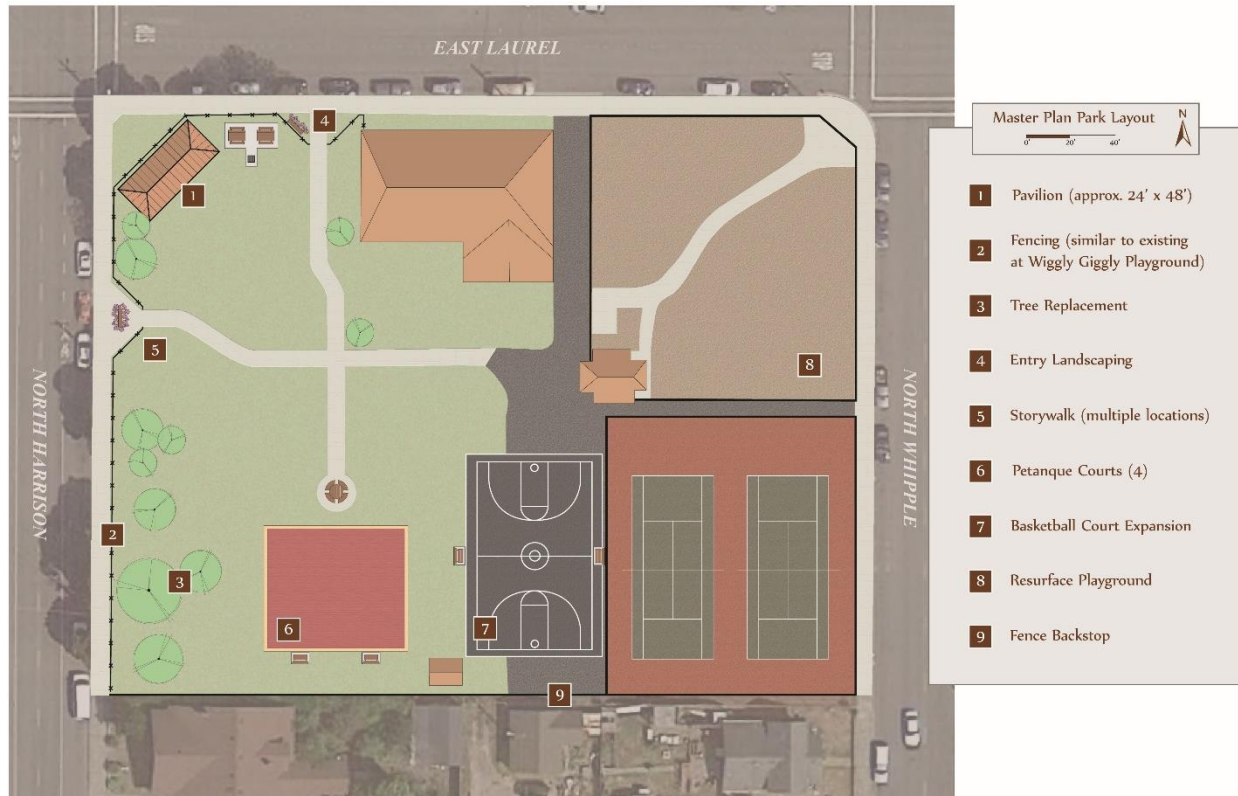 STOP
EAST LAUREL
STOP
4
1
5
8
NORTH HARRISON
NORTH WHIPPLE
2
3
6
7
9
Master Plan Park Layout
N
0' 20' 40'
1 Pavilion (approx. 24' x 48')
2 Fencing (similar to existing
at Wiggly Giggly Playground)
3 Tree Replacement
4 Entry Landscaping
5 Storywalk (multiple locations)
6 Petanque Courts (4)
7 Basketball Court Expansion
8 Resurface Playground
9 Fence Backstop